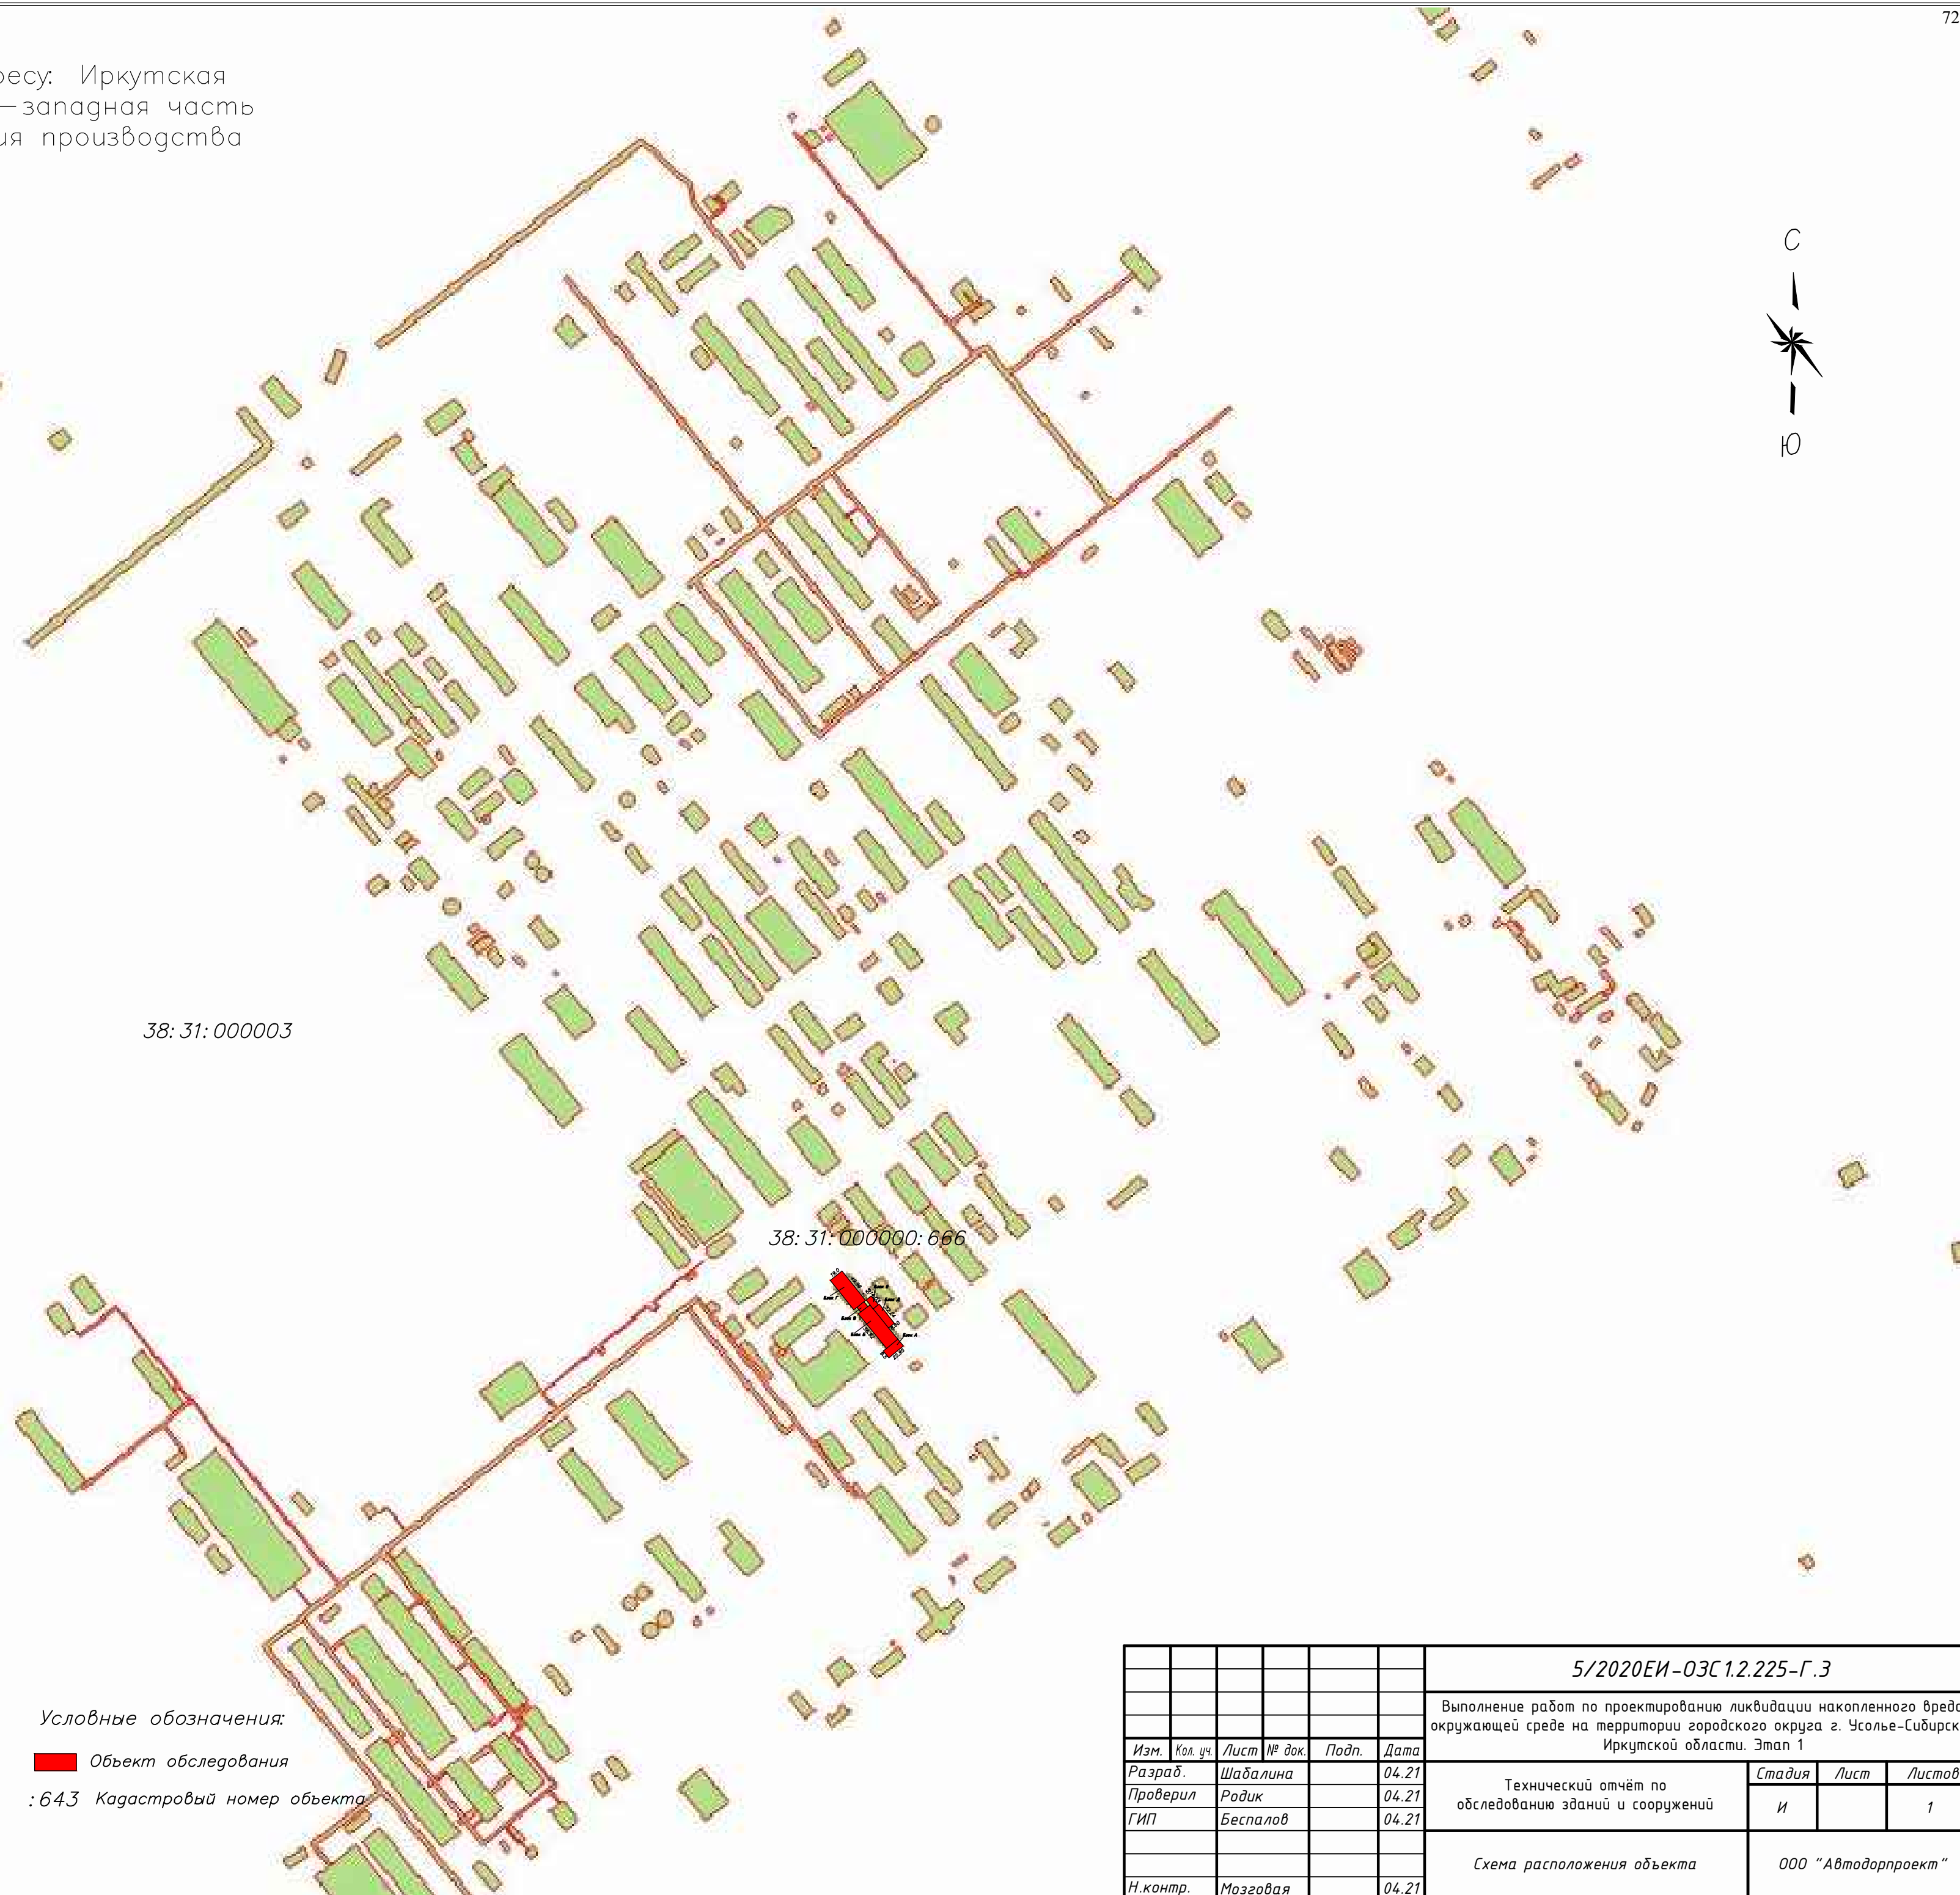 72
есу: Иркутская
-западная часть
ия производства
С
Ю
38:31:000003
38:31:000000:666
Условные обозначения:
Объект обследования
:643 Кадастровый номер объекта
5/2020ЕИ-ОЗС1.2.225-Г.3
Выполнение работ по проектированию ликвидации накопленного вреда
окружающей среде на территории городского округа г. Усолье-Сибирск
Иркутской области. Этап 1
Изм. Кол. уч. Лист № док. Подп. Дата
Разраб. Шабалина 04.21
Проверил Родик 04.21
ГИП Беспалов 04.21
Н.контр. Мозговая 04.21
Технический отчёт по
обследованию зданий и сооружений
Стадия Лист Листов
И 1
Схема расположения объекта
ООО "Автодорпроект"